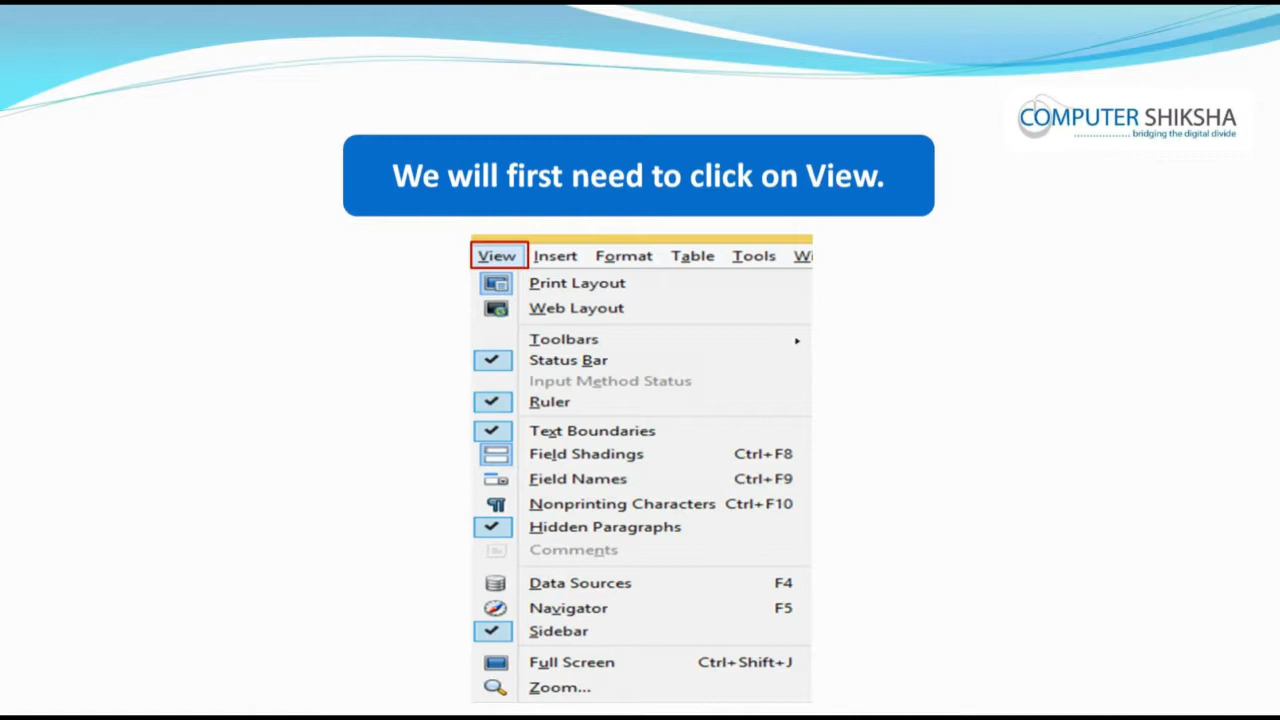 COMPUTER SHIKSHA
bridging the digital divide
We will first need to click on View.
View Insert Format Table Tools
Print Layout
Web Layout
Toolbars
Status Bar
Input Method Status
Ruler
Text Boundaries
Field Shadings Ctrl+F8
Field Names Ctrl+F9
Nonprinting Characters Ctrl+F10
Hidden Paragraphs
Comments
Data Sources F4
Navigator F5
Sidebar
Full Screen Ctrl+Shift+J
Zoom...